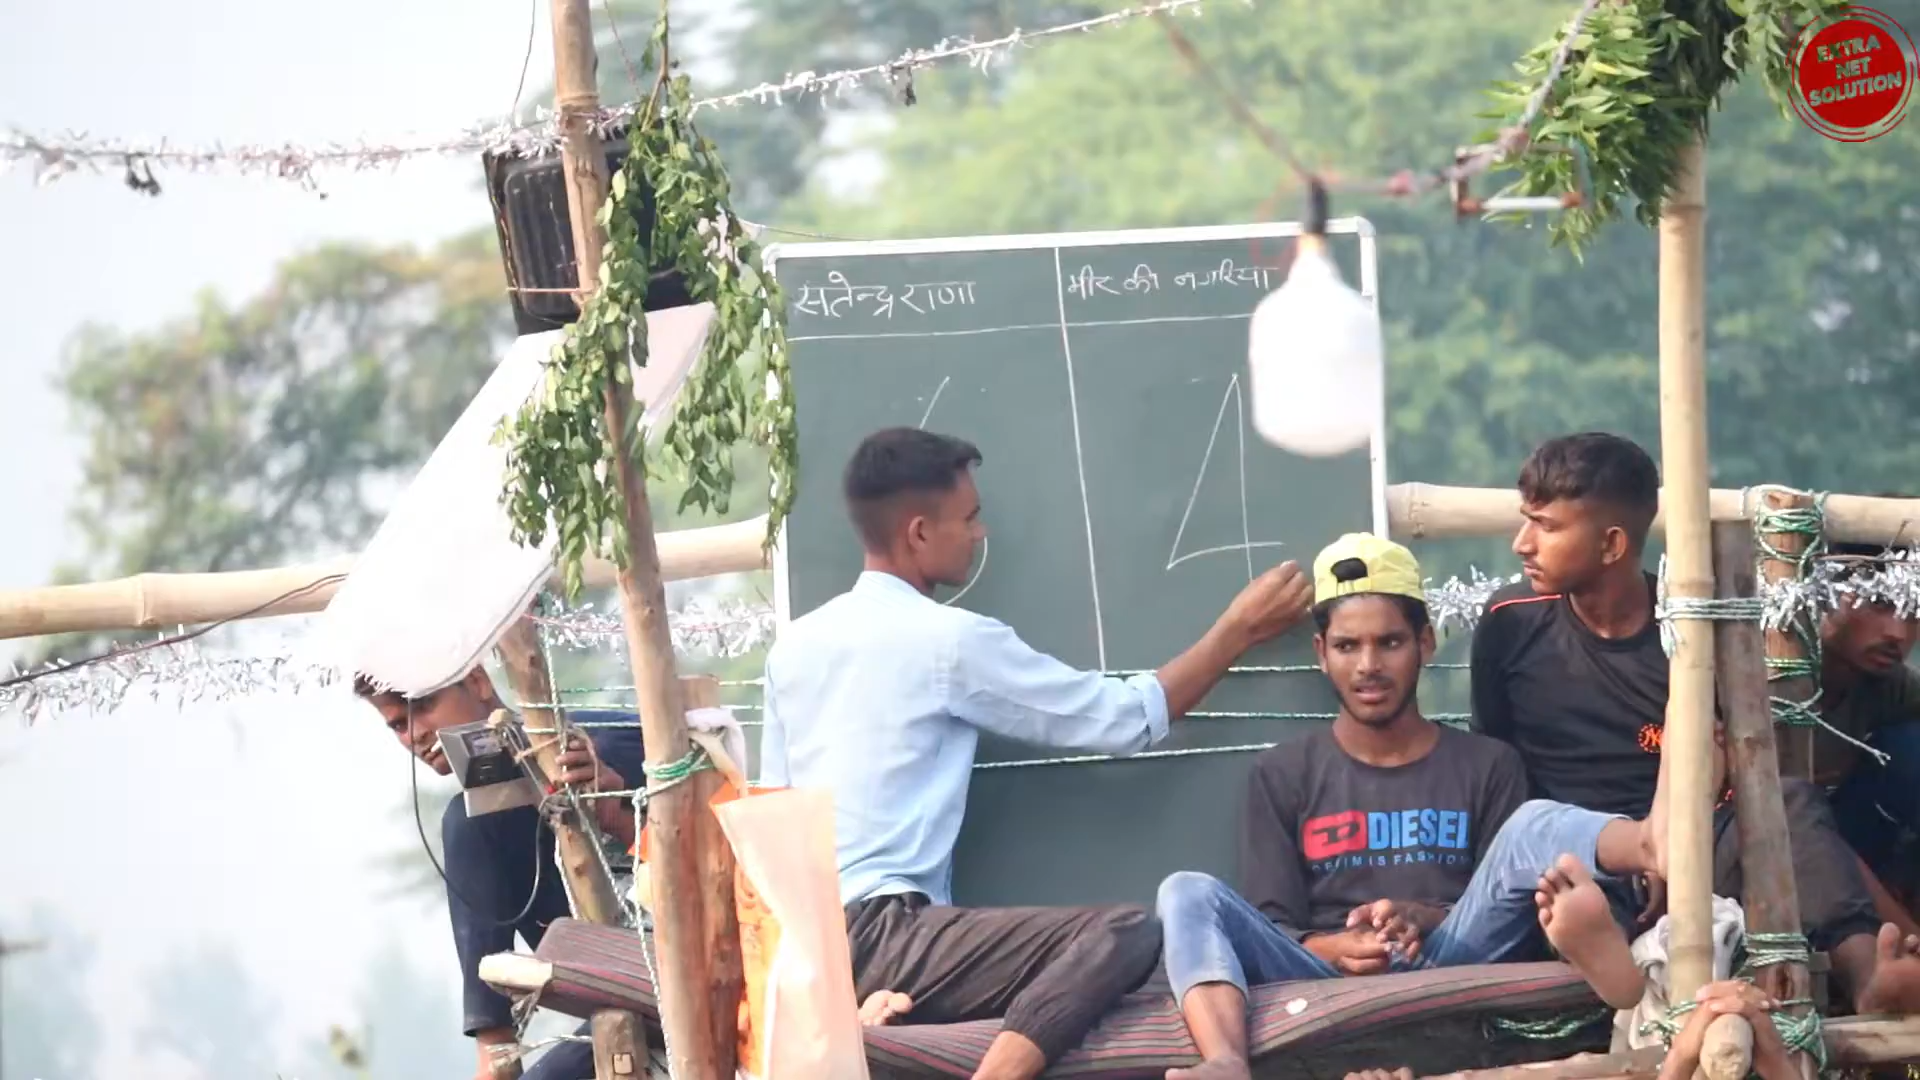 EXTRA
NET
SOLUTION
सतेन्द्र राणा
मीर की नगरिया
4
DIESEL